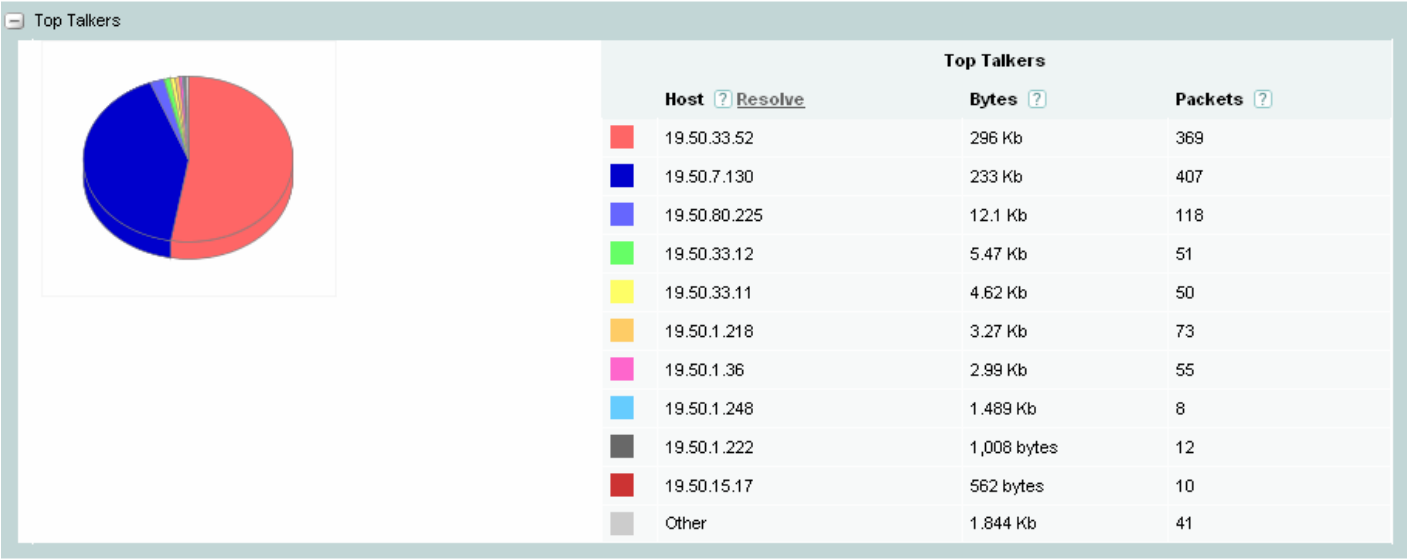 Top Talkers
Top Talkers
Host ? Resolve Bytes ? Packets ?
19.50.33.52 296 Kb 369
19.50.7.130 233 Kb 407
19.50.80.225 12.1 Kb 118
19.50.33.12 5.47 Kb 51
19.50.33.11 4.62 Kb 50
19.50.1.218 3.27 Kb 73
19.50.1.36 2.99 Kb 55
19.50.1.248 1.489 Kb 8
19.50.1.222 1,008 bytes 12
19.50.15.17 562 bytes 10
Other 1.844 Kb 41